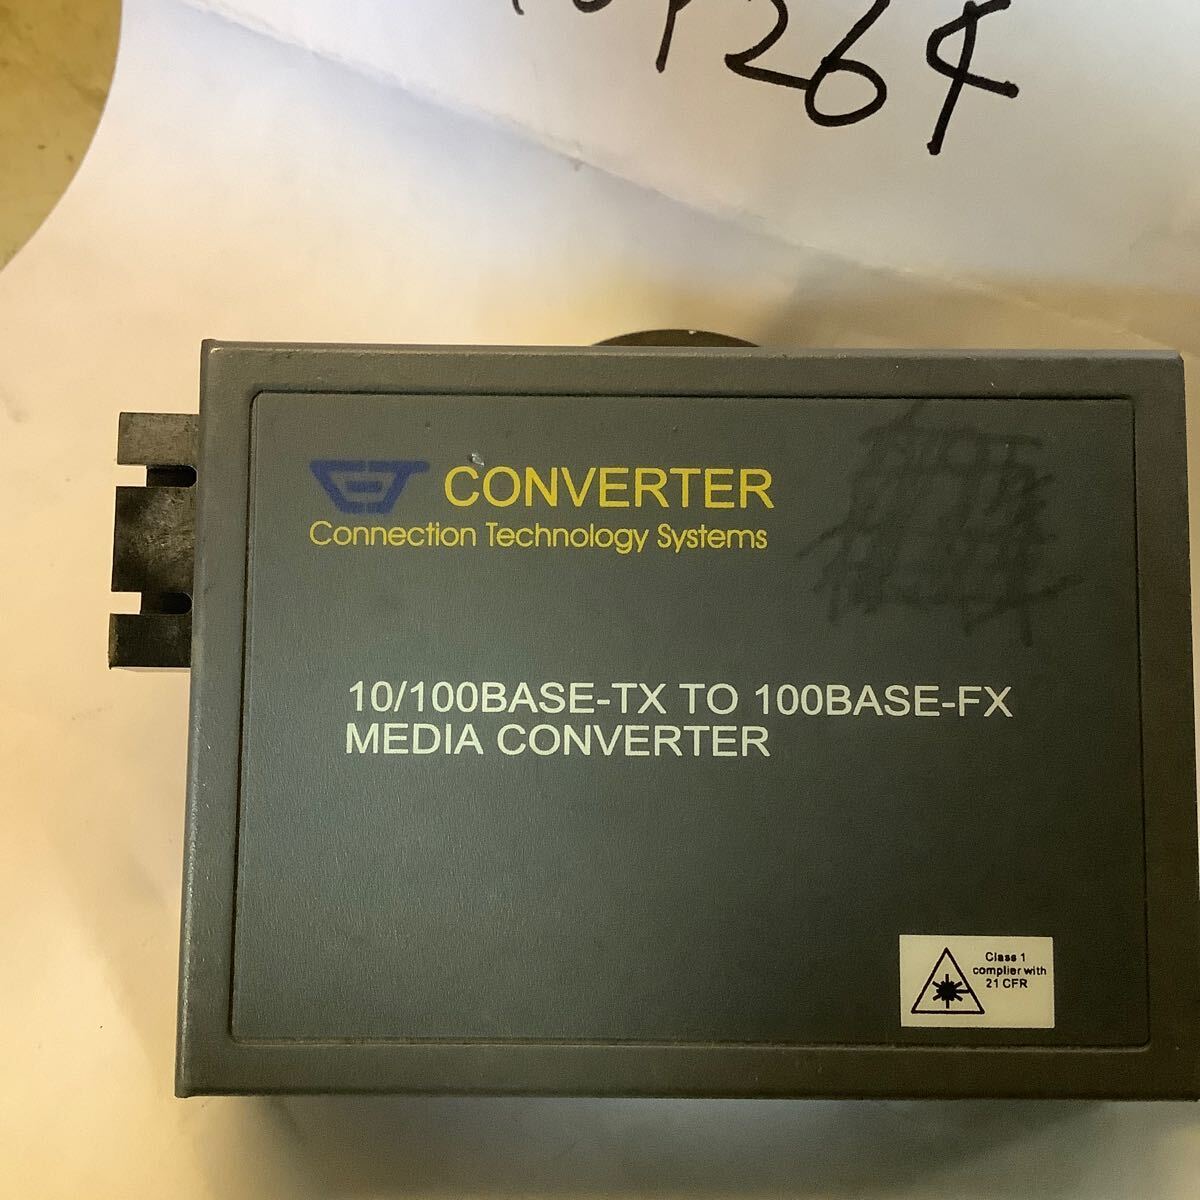 CONVERTER
Connection Technology Systems
10/100BASE-TX TO 100BASE-FX
MEDIA CONVERTER
Class 1
complier with
21 CFR